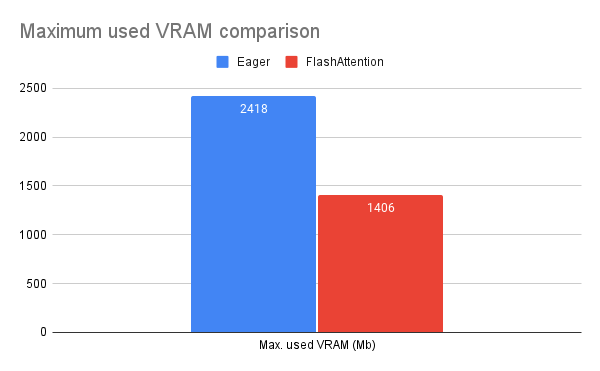 Maximum used VRAM comparison
Eager FlashAttention
2500
2418
2000
1500
1406
1000
500
0
Max. used VRAM (Mb)